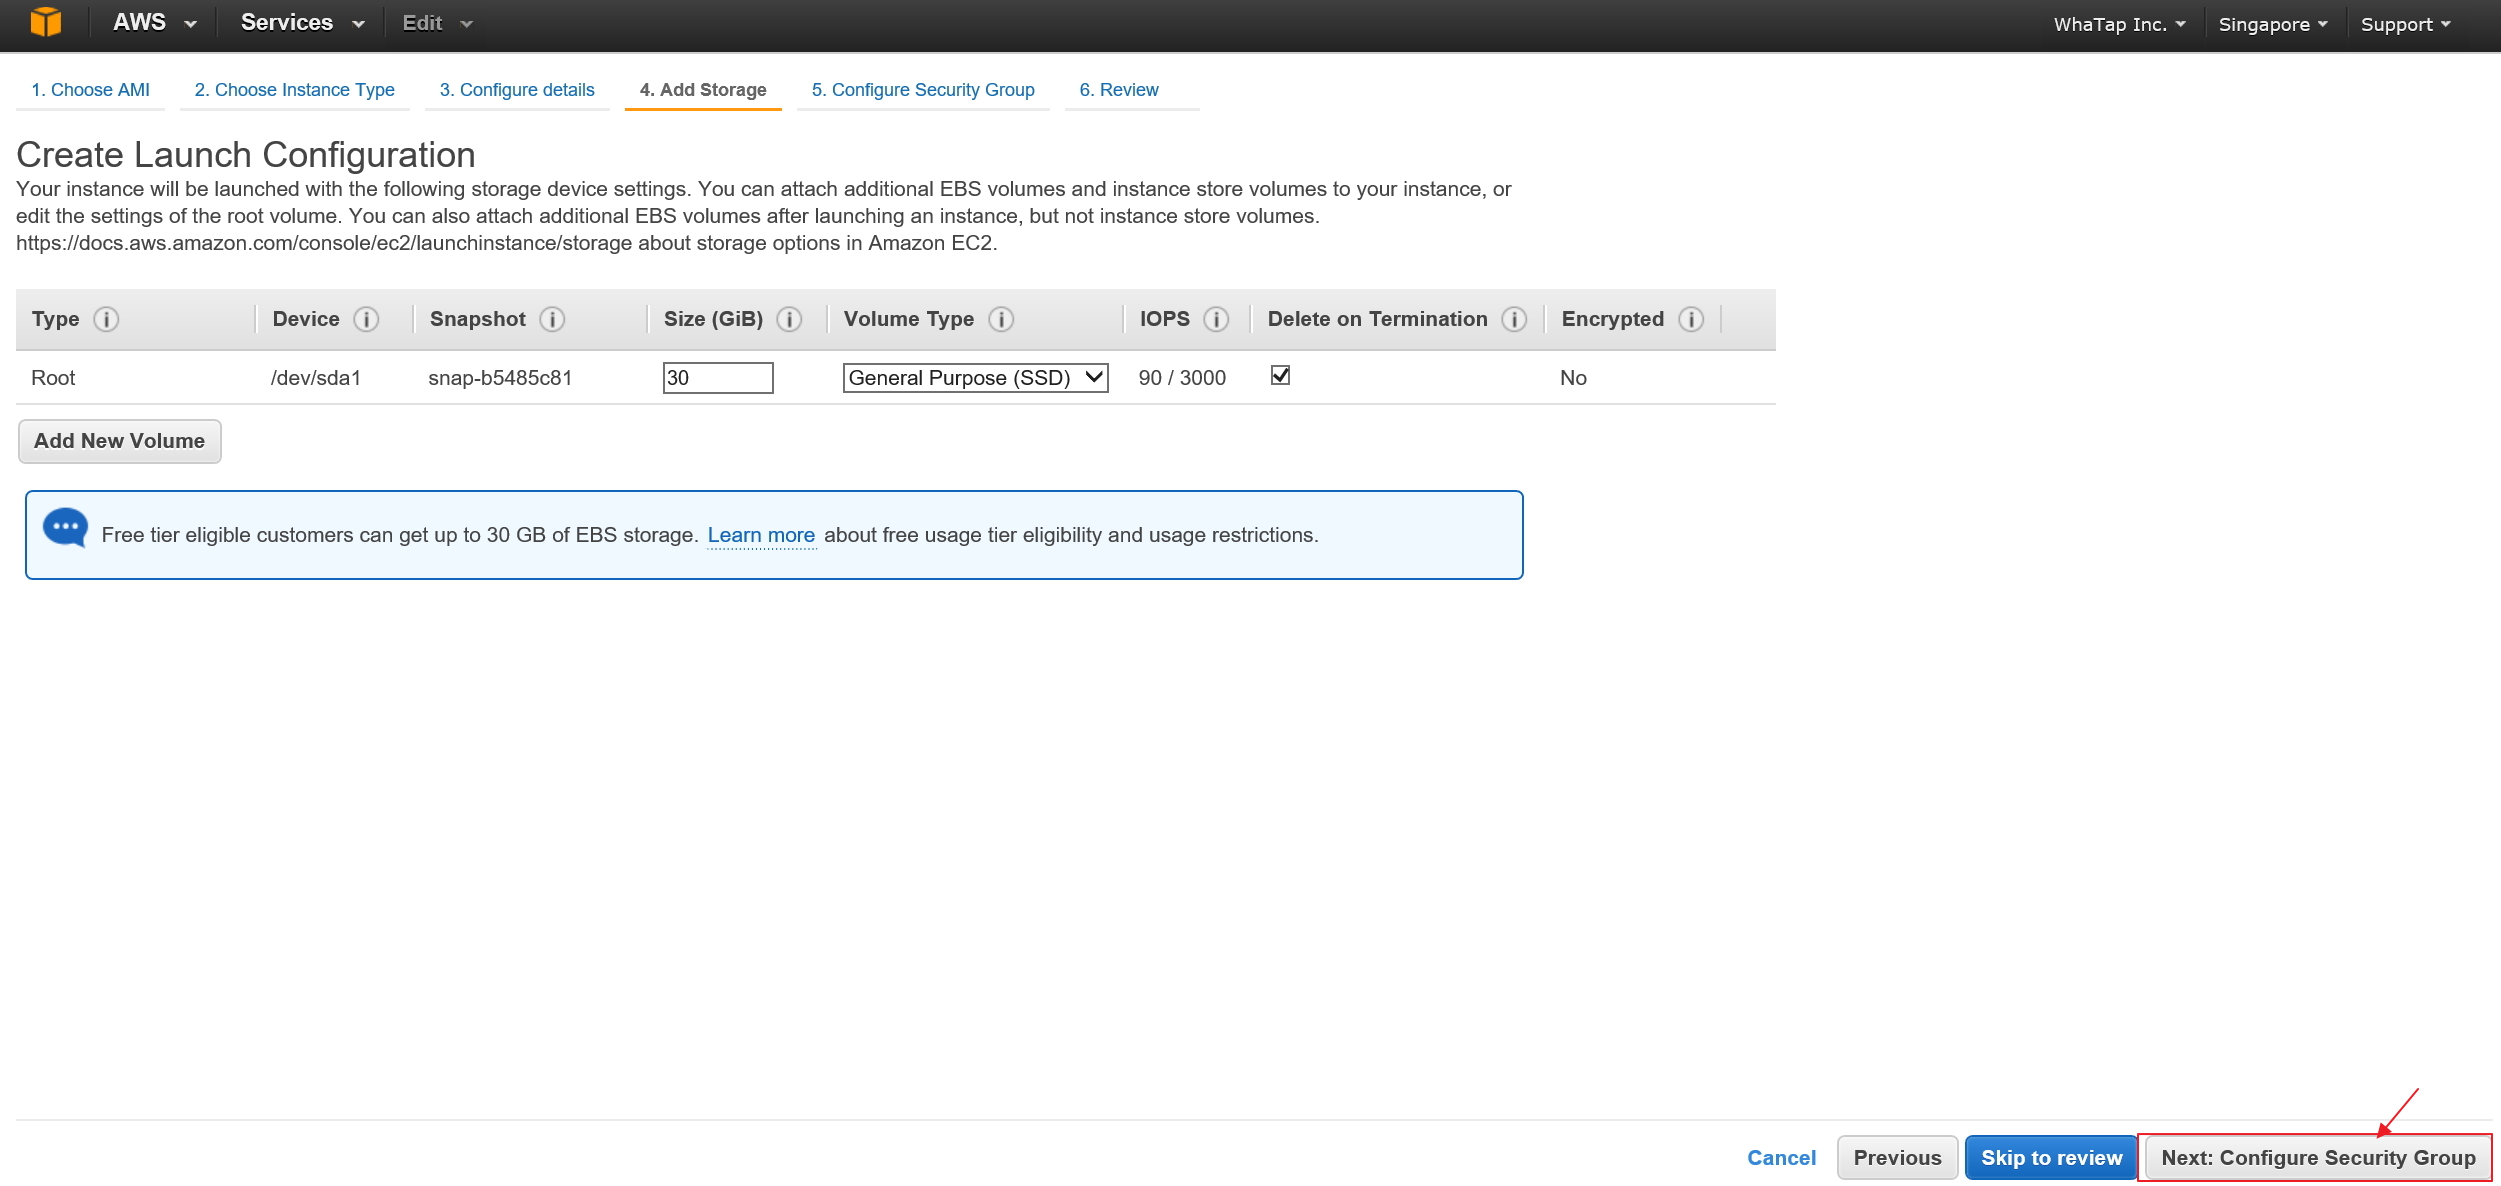 AWS Services Edit WhaTap Inc. Singapore Support
1. Choose AMI 2. Choose Instance Type 3. Configure details 4. Add Storage 5. Configure Security Group 6. Review
Create Launch Configuration
Your instance will be launched with the following storage device settings. You can attach additional EBS volumes and instance store volumes to your instance, or
edit the settings of the root volume. You can also attach additional EBS volumes after launching an instance, but not instance store volumes.
https://docs.aws.amazon.com/console/ec2/launchinstance/storage about storage options in Amazon EC2.
Type Device Snapshot Size (GiB) Volume Type IOPS Delete on Termination Encrypted
Root /dev/sda1 snap-b5485c81 30 General Purpose (SSD) 90 / 3000 No
Add New Volume
Free tier eligible customers can get up to 30 GB of EBS storage. Learn more about free usage tier eligibility and usage restrictions.
Cancel Previous Skip to review Next: Configure Security Group